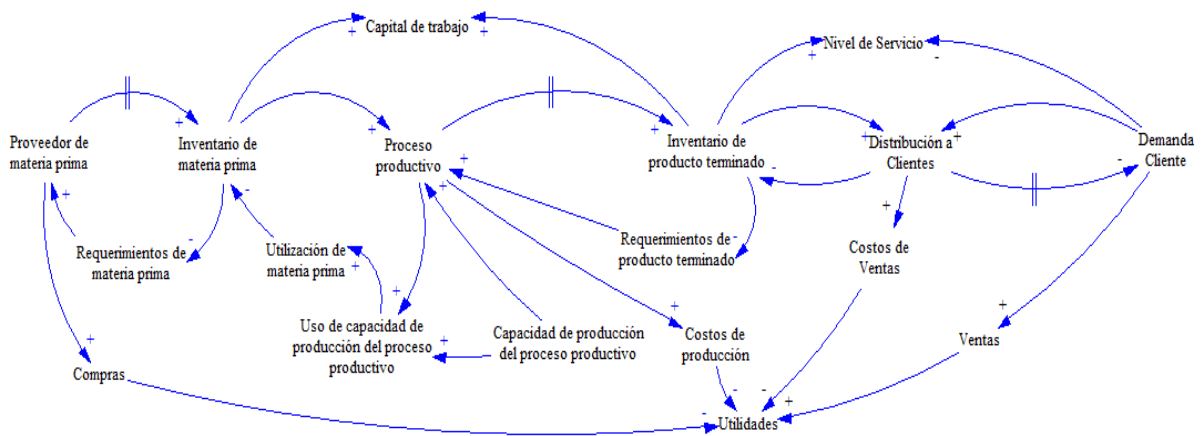 Capital de trabajo
+
+
Nivel de Servicio
+
-
Proveedor de
materia prima
+
Inventario de
materia prima
+
Proceso
productivo
+
Inventario de
producto terminado
+
Distribución a
Clientes
+
Demanda
Cliente
+
-
-
+
+
-
-
Requerimientos de
materia prima
Utilización de
materia prima
+
Requerimientos de
producto terminado
-
+
Costos de
Ventas
+
Uso de capacidad de
producción del proceso
productivo
+
Capacidad de producción
del proceso productivo
+
Costos de
producción
+
Ventas
+
Compras
-
-
+
-
Utilidades